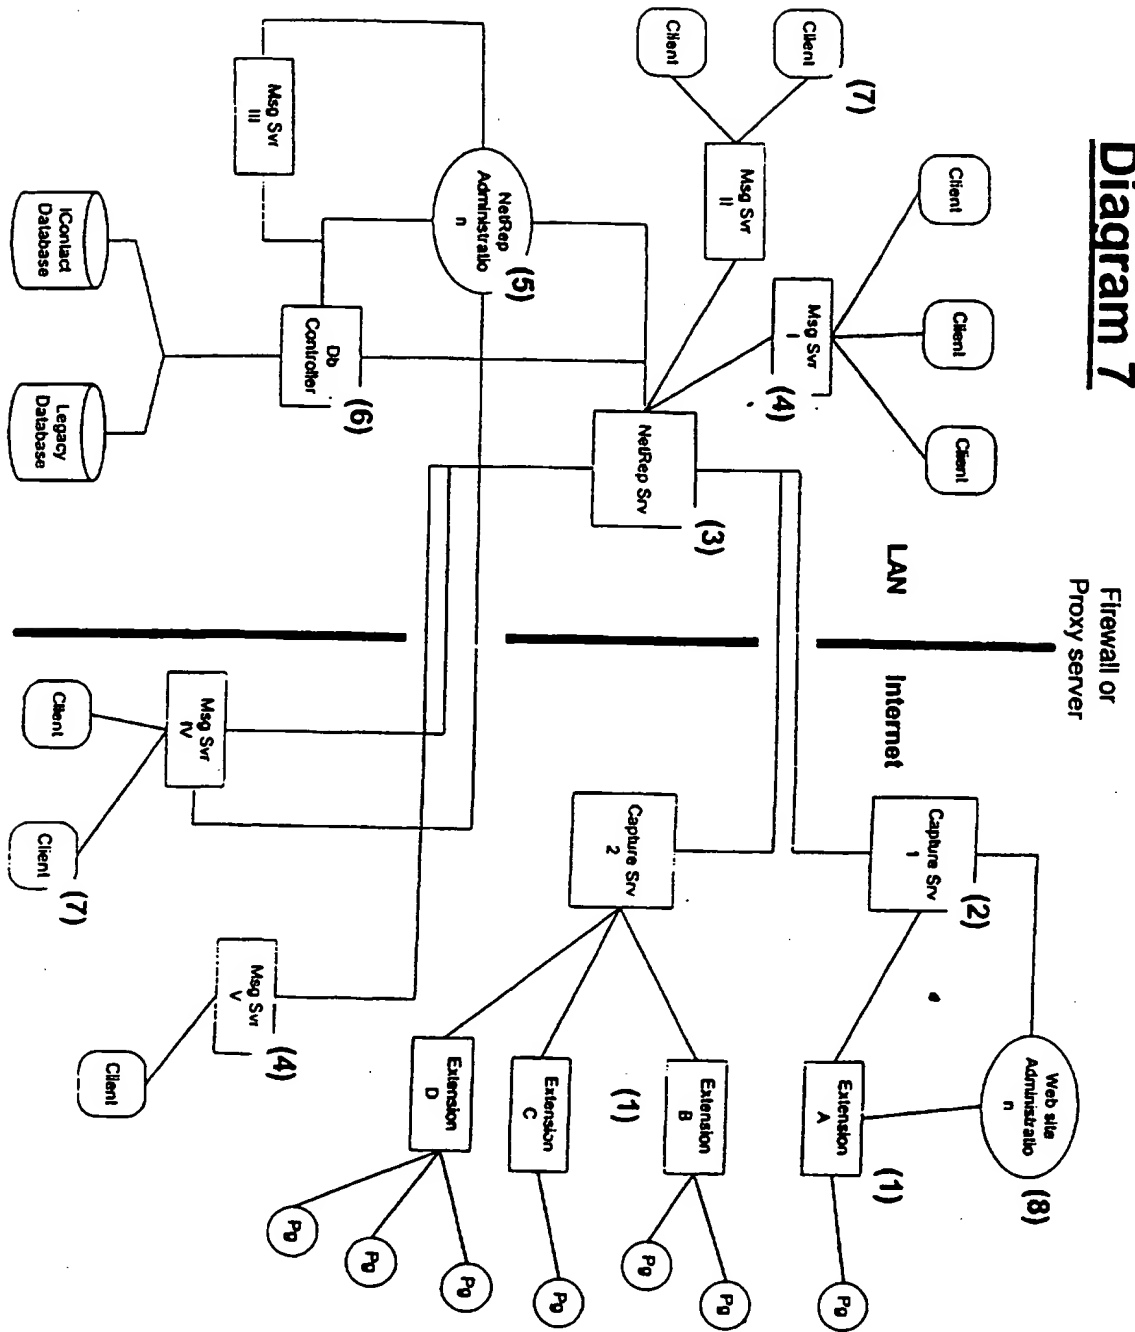 Diagram 7
Firewall or
Proxy server
LAN
Internet
Client
Client
Client
Client
Client
(7)
Msg Svr
I
(4)
Msg Svr
II
NetRep Srv
(3)
NetRep
Administratio
n
(5)
Msg Svr
III
Db
Controller
(6)
IContact
Database
Legacy
Database
Web site
Administratio
n
(8)
Capture Srv
1
(2)
Extension
A
(1)
Pg
Capture Srv
2
Extension
B
(1)
Pg
Pg
Extension
C
Pg
Extension
D
Pg
Pg
Pg
Msg Svr
IV
Client
Client
(7)
Msg Svr
V
(4)
Client